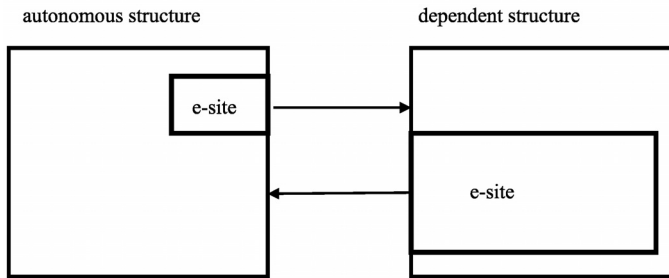 autonomous structure
dependent structure
e-site
e-site